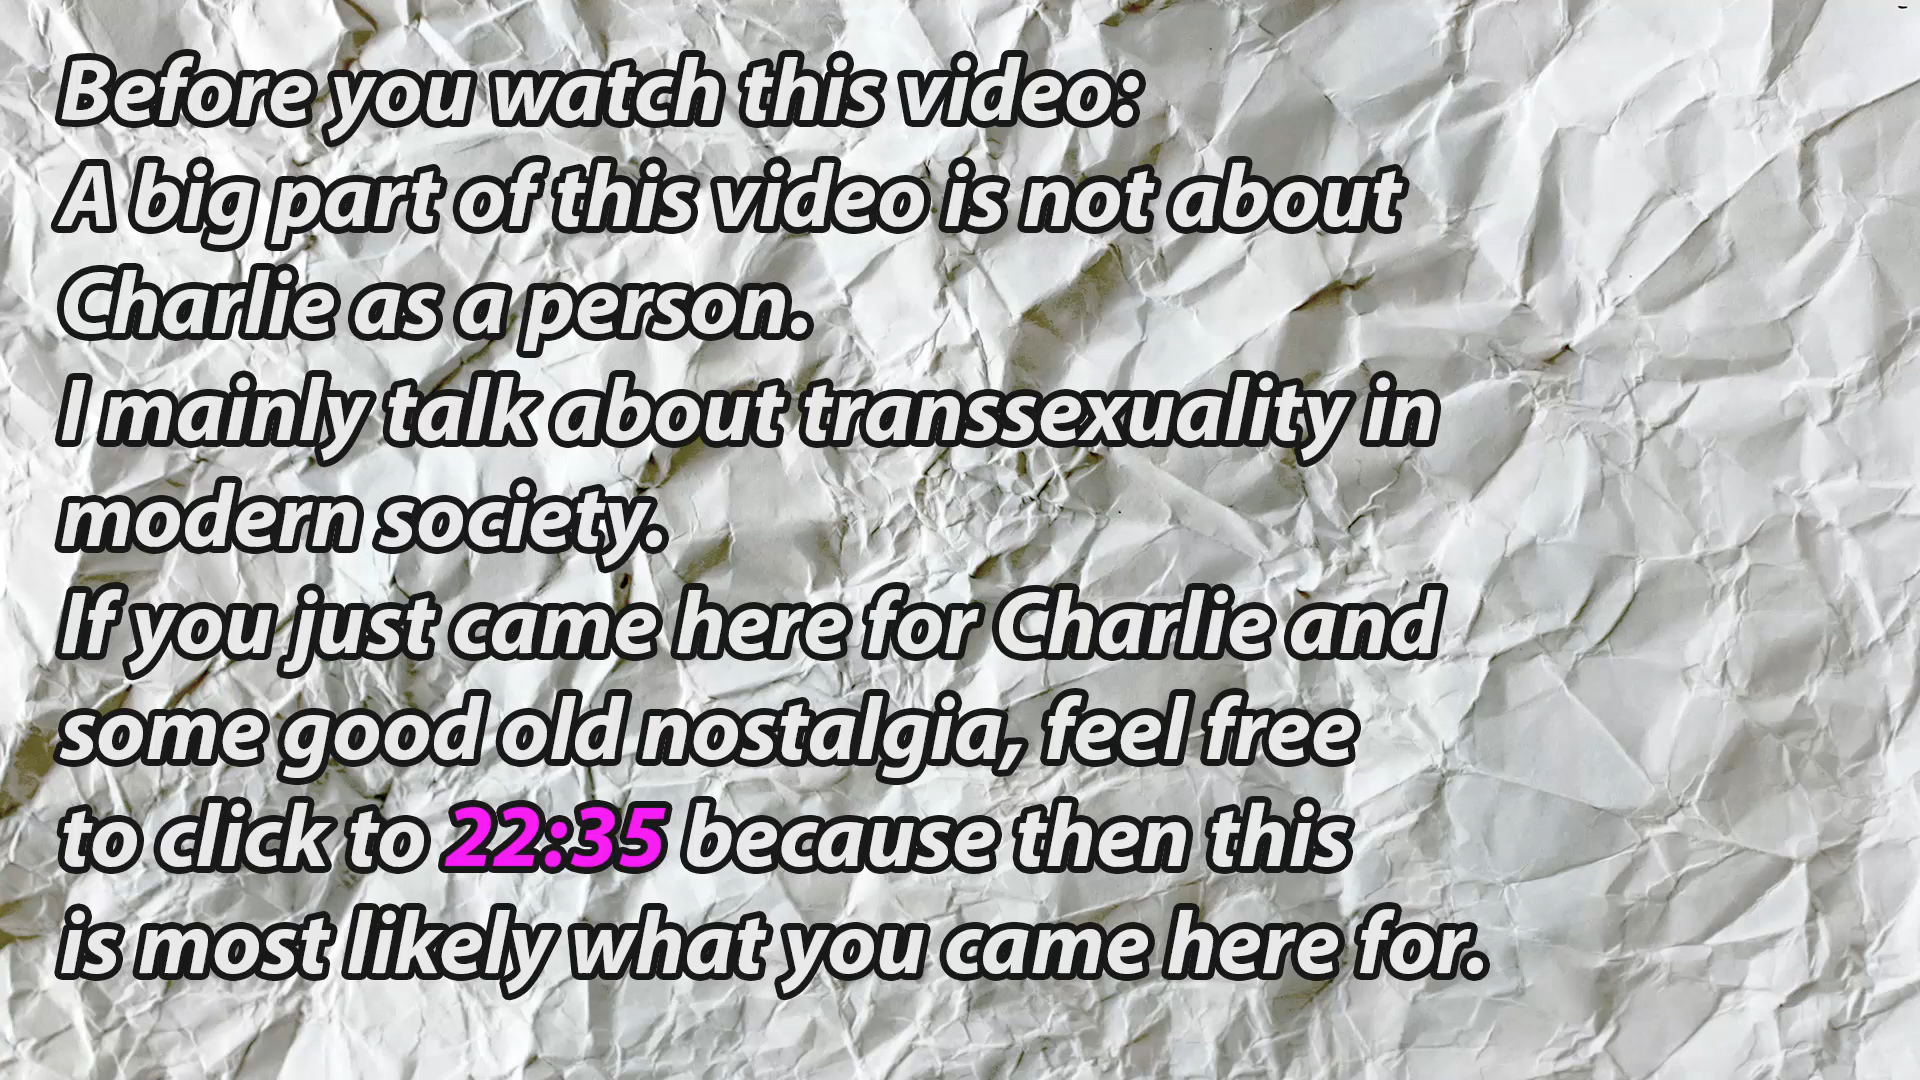 Before you watch this video:
A big part of this video is not about
Charlie as a person.
I mainly talk about transsexuality in
modern society.
If you just came here for Charlie and
some good old nostalgia, feel free
to click to 22:35 because then this
is most likely what you came here for.